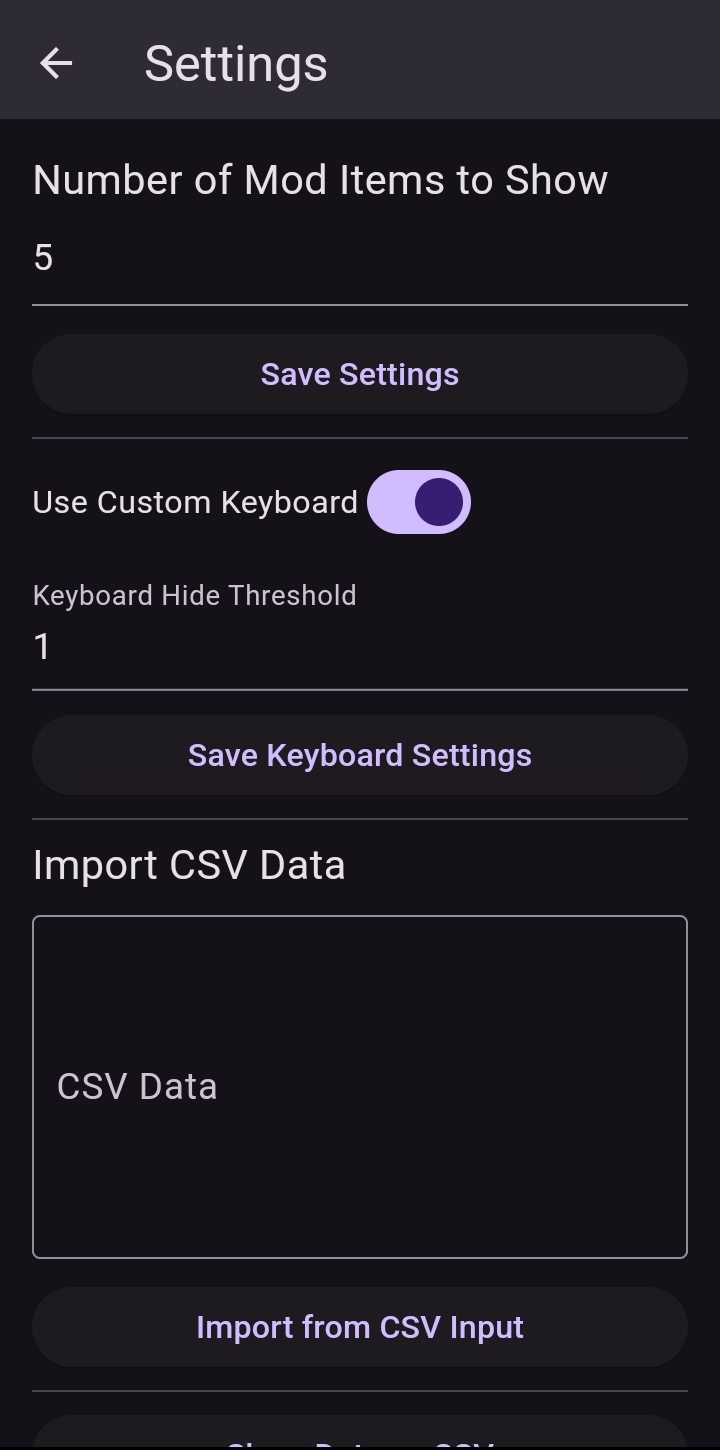 Settings
Number of Mod Items to Show
5
Save Settings
Use Custom Keyboard
Keyboard Hide Threshold
1
Save Keyboard Settings
Import CSV Data
CSV Data
Import from CSV Input